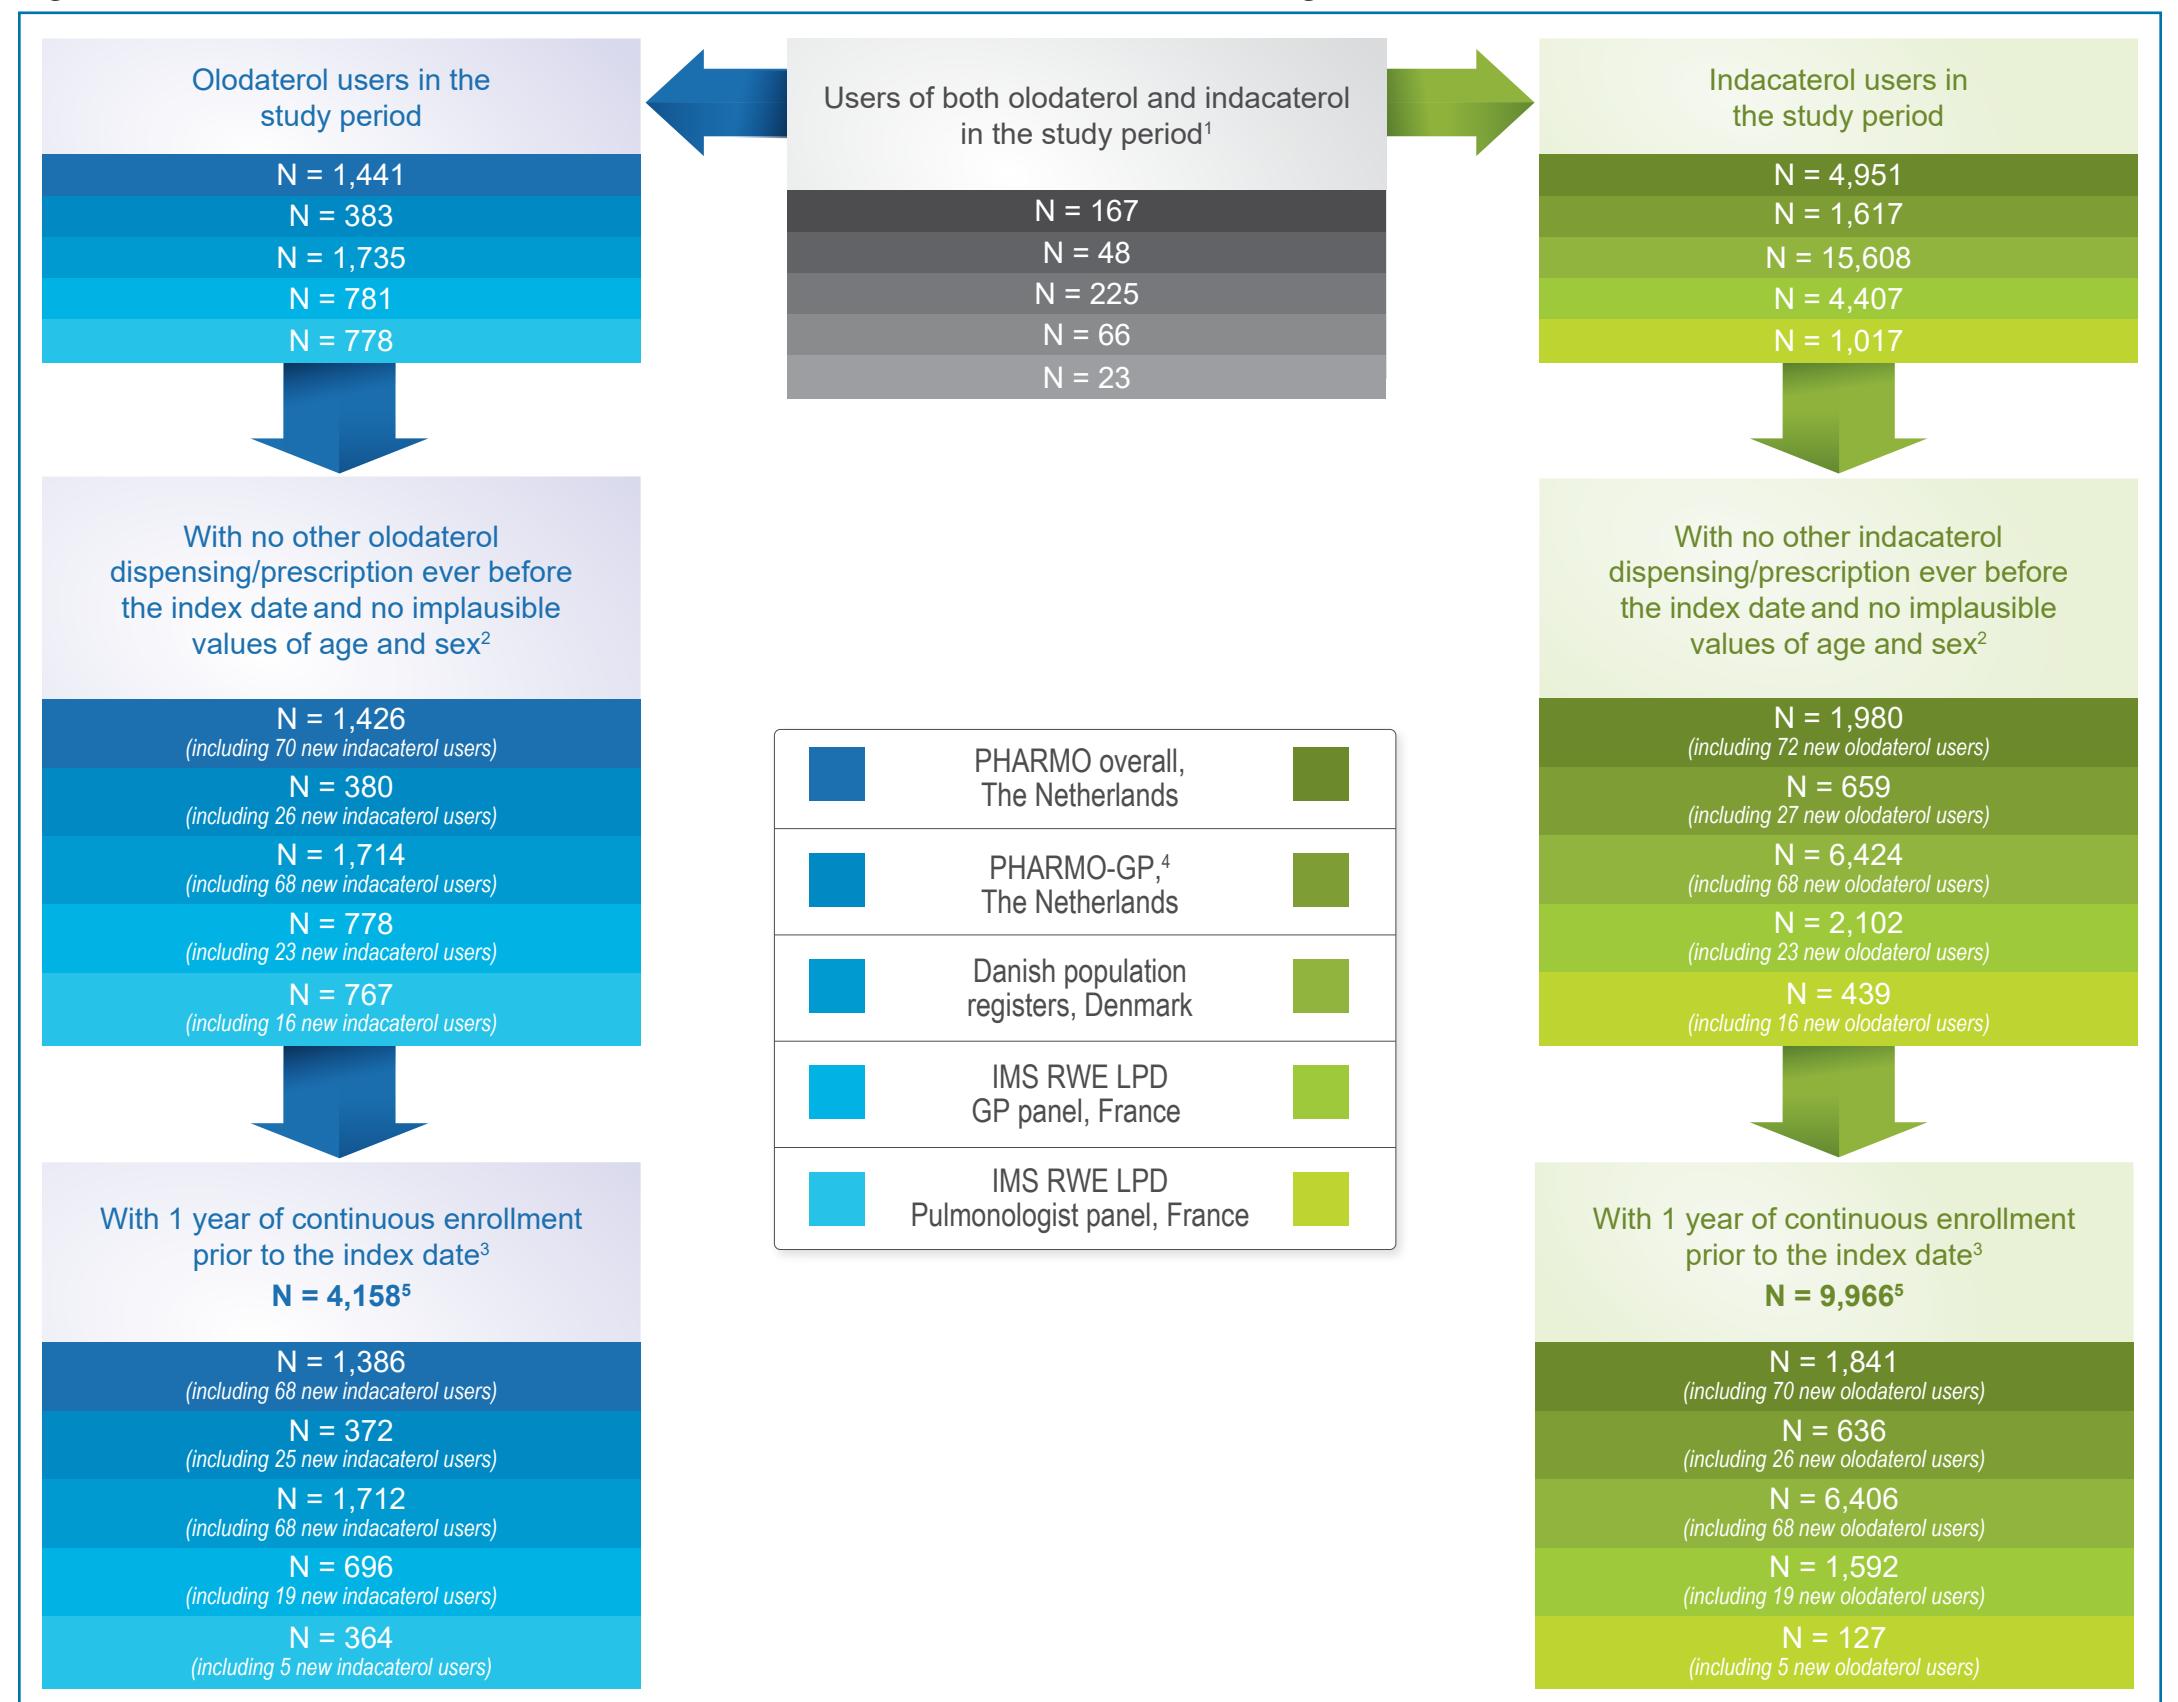 Olodaterol users in the
study period
N = 1,441
N = 383
N = 1,735
N = 781
N = 778
Users of both olodaterol and indacaterol
in the study period¹
N = 167
N = 48
N = 225
N = 66
N = 23
Indacaterol users in
the study period
N = 4,951
N = 1,617
N = 15,608
N = 4,407
N = 1,017
With no other olodaterol
dispensing/prescription ever before
the index date and no implausible
values of age and sex²
N = 1,426
(including 70 new indacaterol users)
N = 380
(including 26 new indacaterol users)
N = 1,714
(including 68 new indacaterol users)
N = 778
(including 23 new indacaterol users)
N = 767
(including 16 new indacaterol users)
With no other indacaterol
dispensing/prescription ever before
the index date and no implausible
values of age and sex²
N = 1,980
(including 72 new olodaterol users)
N = 659
(including 27 new olodaterol users)
N = 6,424
(including 68 new olodaterol users)
N = 2,102
(including 23 new olodaterol users)
N = 439
(including 16 new olodaterol users)
PHARMO overall,
The Netherlands
PHARMO-GP,⁴
The Netherlands
Danish population
registers, Denmark
IMS RWE LPD
GP panel, France
IMS RWE LPD
Pulmonologist panel, France
With 1 year of continuous enrollment
prior to the index date³
N = 4,158⁵
N = 1,386
(including 68 new indacaterol users)
N = 372
(including 25 new indacaterol users)
N = 1,712
(including 68 new indacaterol users)
N = 696
(including 19 new indacaterol users)
N = 364
(including 5 new indacaterol users)
With 1 year of continuous enrollment
prior to the index date³
N = 9,966⁵
N = 1,841
(including 70 new olodaterol users)
N = 636
(including 26 new olodaterol users)
N = 6,406
(including 68 new olodaterol users)
N = 1,592
(including 19 new olodaterol users)
N = 127
(including 5 new olodaterol users)